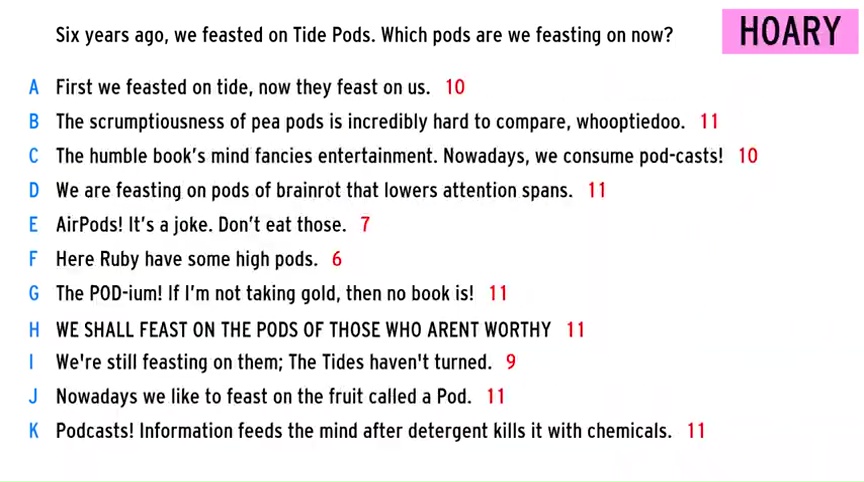 Six years ago, we feasted on Tide Pods. Which pods are we feasting on now?
HOARY
A First we feasted on tide, now they feast on us. 10
B The scrumptiousness of pea pods is incredibly hard to compare, whooptiedoo. 11
C The humble book's mind fancies entertainment. Nowadays, we consume pod-casts! 10
D We are feasting on pods of brainrot that lowers attention spans. 11
E AirPods! It's a joke. Don't eat those. 7
F Here Ruby have some high pods. 6
G The POD-ium! If I'm not taking gold, then no book is! 11
H WE SHALL FEAST ON THE PODS OF THOSE WHO ARENT WORTHY 11
I We're still feasting on them; The Tides haven't turned. 9
J Nowadays we like to feast on the fruit called a Pod. 11
K Podcasts! Information feeds the mind after detergent kills it with chemicals. 11